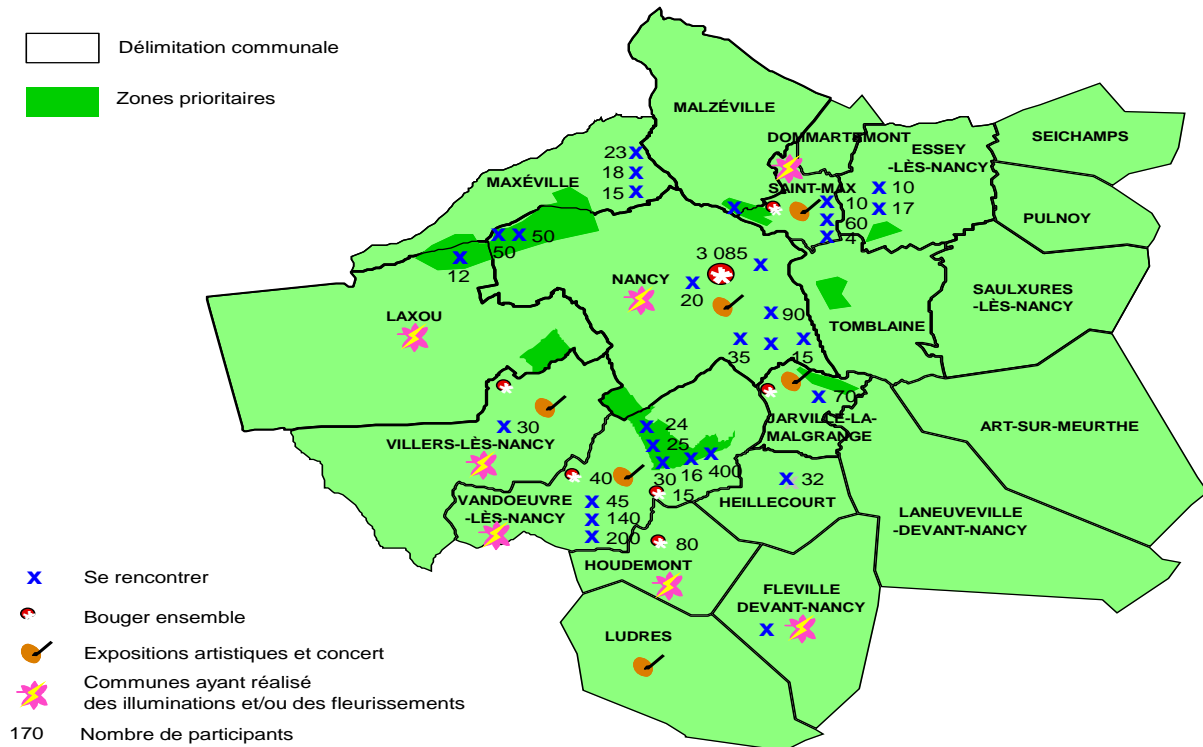 Délimitation communale
Zones prioritaires
MALZÉVILLE
DOMMARTEMONT
SEICHAMPS
ESSEY
-LÈS-NANCY
23
18
15
MAXÉVILLE
SAINT-MAX
10
60
4
10
17
PULNOY
50
50
12
3 085
NANCY
20
90
35
15
SAULXURES
-LÈS-NANCY
TOMBLAINE
LAXOU
70
JARVILLE-LA-
MALGRANGE
ART-SUR-MEURTHE
30
VILLERS-LÈS-NANCY
24
25
30
16
400
40
15
32
HEILLECOURT
VANDOEUVRE
-LÈS-NANCY
45
140
200
LANEUVEVILLE
-DEVANT-NANCY
80
HOUDEMONT
FLEVILLE
DEVANT-NANCY
LUDRES
Se rencontrer
Bouger ensemble
Expositions artistiques et concert
Communes ayant réalisé
des illuminations et/ou des fleurissements
170 Nombre de participants